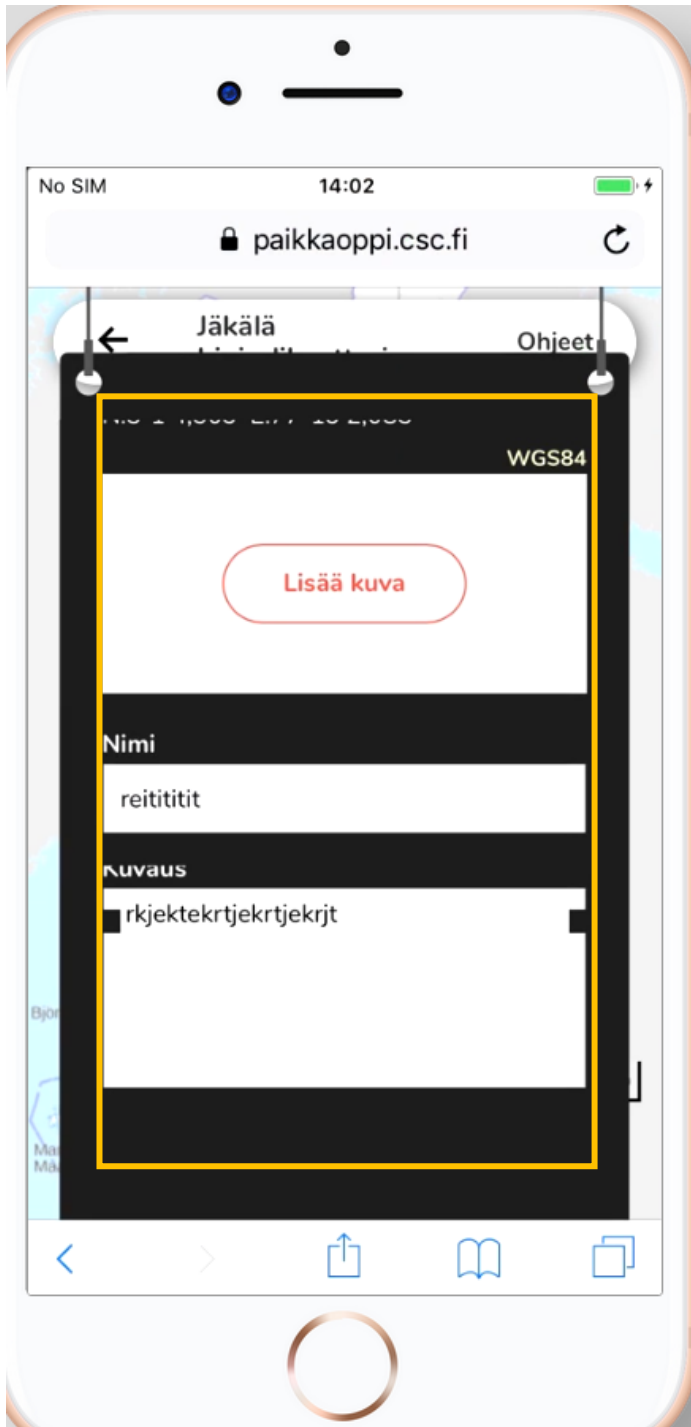 No SIM 14:02
paikkaoppi.csc.fi
Jäkälä Ohjeet
WGS84
Lisää kuva
Nimi
reitititit
Kuvaus
rkjektekrtjekrtjekrjt